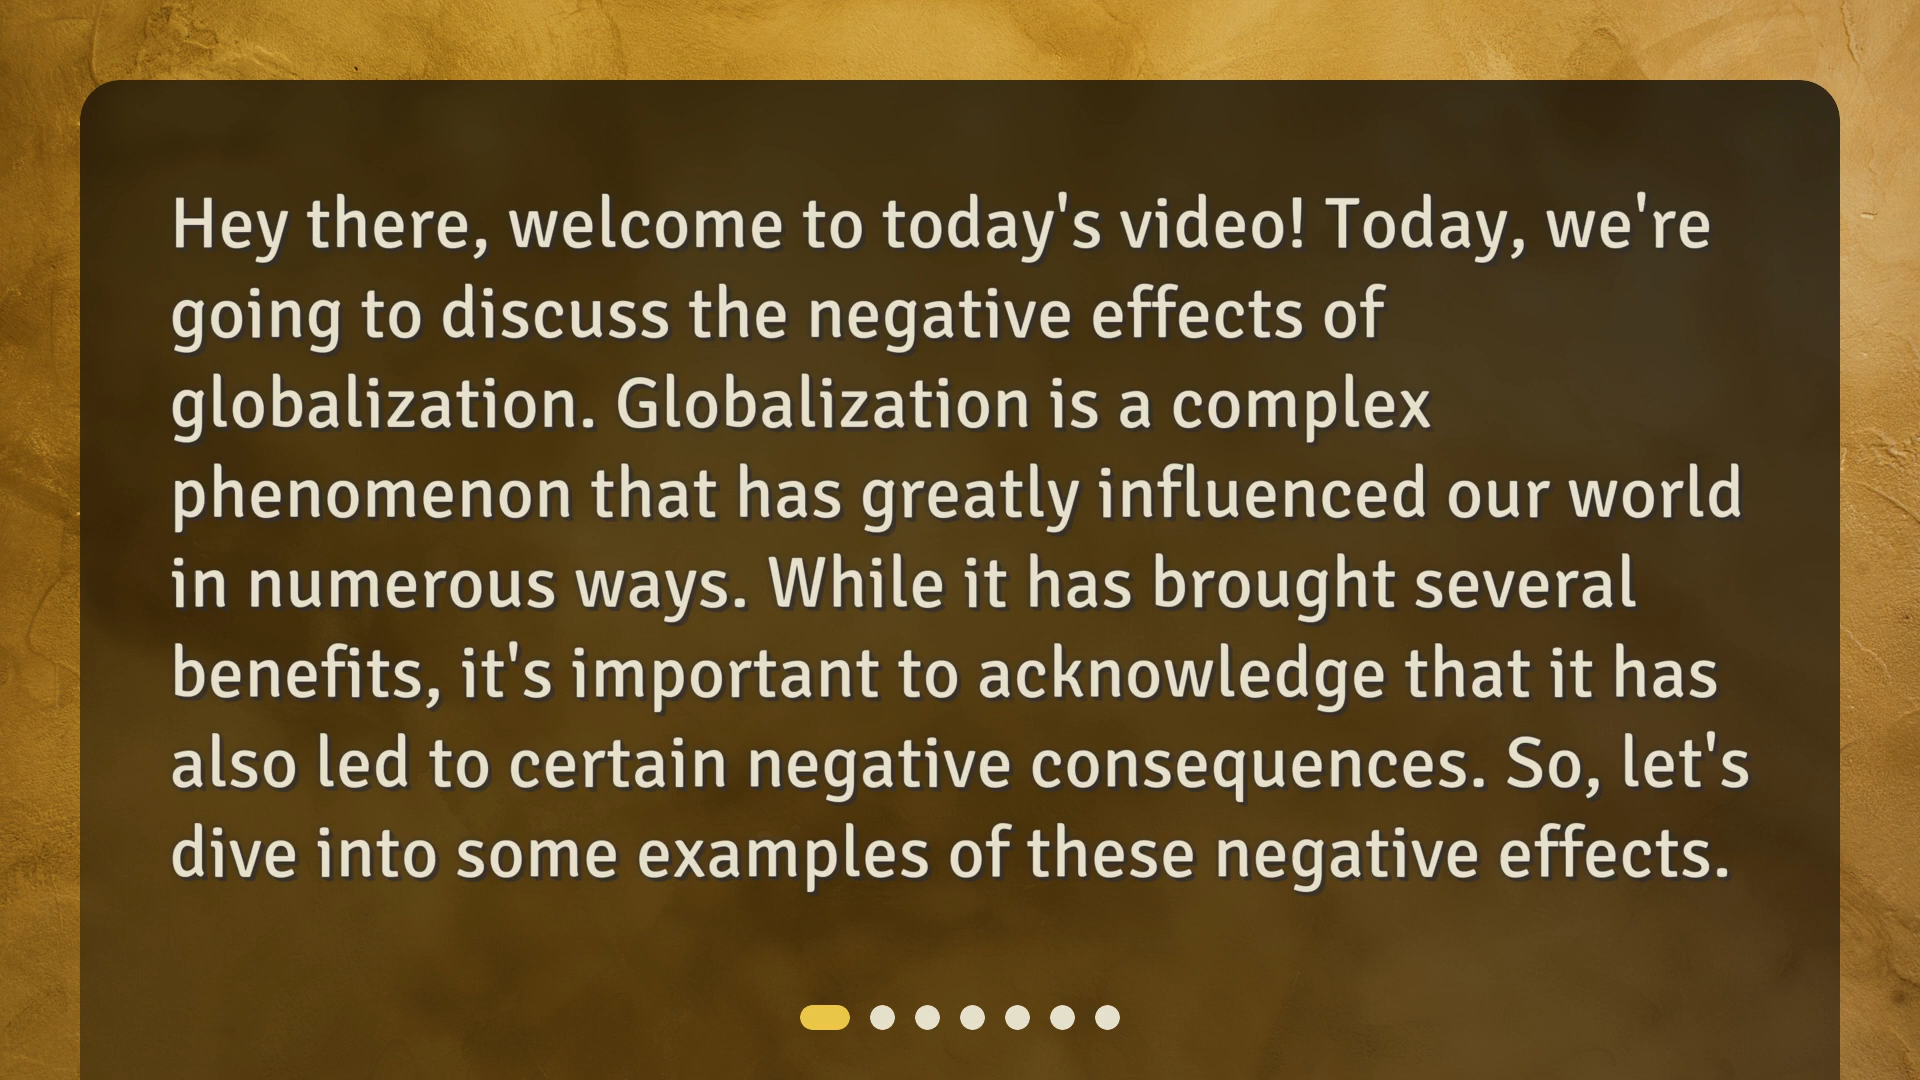 Hey there, welcome to today's video! Today, we're
going to discuss the negative effects of
globalization. Globalization is a complex
phenomenon that has greatly influenced our world
in numerous ways. While it has brought several
benefits, it's important to acknowledge that it has
also led to certain negative consequences. So, let's
dive into some examples of these negative effects.